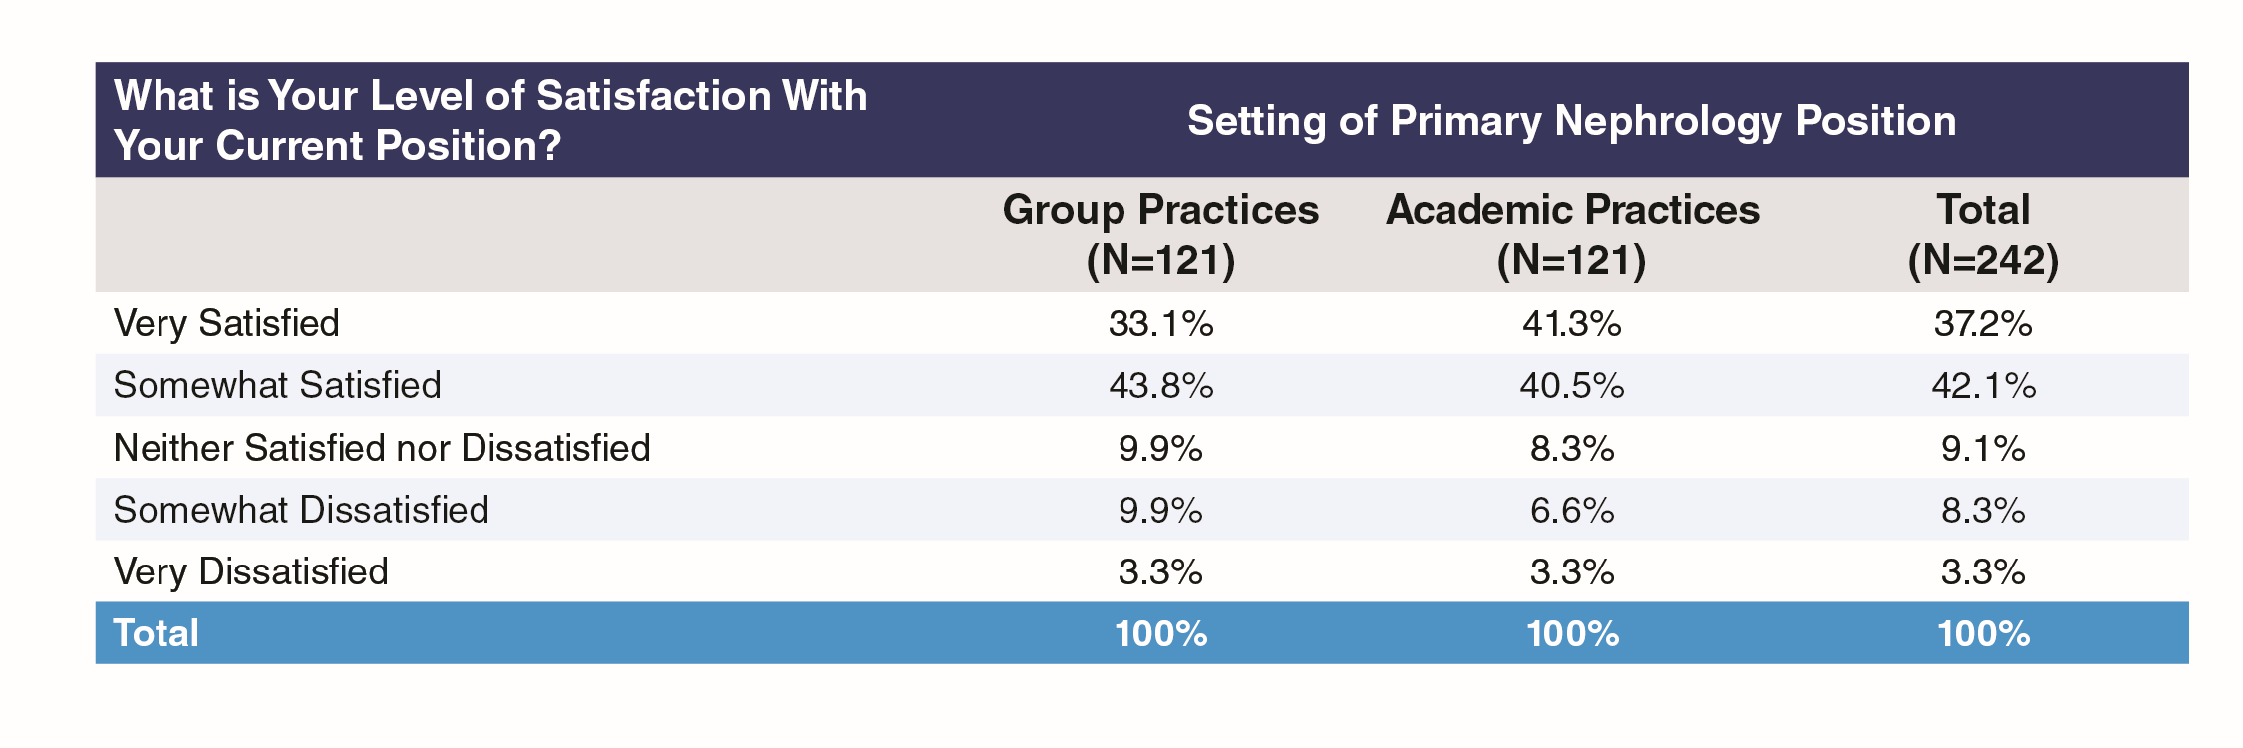 What is Your Level of Satisfaction With
Your Current Position?
Setting of Primary Nephrology Position
Group Practices Academic Practices Total
(N=121) (N=121) (N=242)
Very Satisfied 33.1% 41.3% 37.2%
Somewhat Satisfied 43.8% 40.5% 42.1%
Neither Satisfied nor Dissatisfied 9.9% 8.3% 9.1%
Somewhat Dissatisfied 9.9% 6.6% 8.3%
Very Dissatisfied 3.3% 3.3% 3.3%
Total 100% 100% 100%